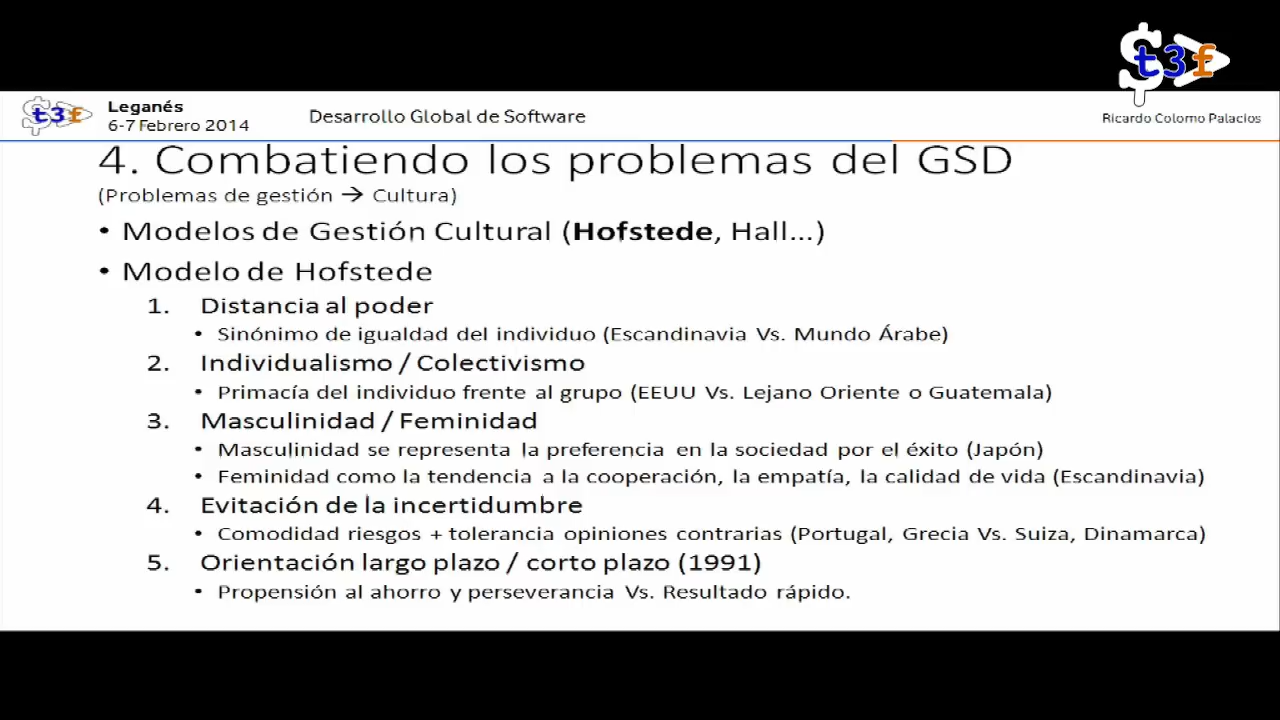 t3f
t3f
Leganés
6-7 Febrero 2014
Desarrollo Global de Software
Ricardo Colomo Palacios
4. Combatiendo los problemas del GSD
(Problemas de gestión → Cultura)
• Modelos de Gestión Cultural (Hofstede, Hall...)
• Modelo de Hofstede
1. Distancia al poder
• Sinónimo de igualdad del individuo (Escandinavia Vs. Mundo Árabe)
2. Individualismo / Colectivismo
• Primacía del individuo frente al grupo (EEUU Vs. Lejano Oriente o Guatemala)
3. Masculinidad / Feminidad
• Masculinidad se representa la preferencia en la sociedad por el éxito (Japón)
• Feminidad como la tendencia a la cooperación, la empatía, la calidad de vida (Escandinavia)
4. Evitación de la incertidumbre
• Comodidad riesgos + tolerancia opiniones contrarias (Portugal, Grecia Vs. Suiza, Dinamarca)
5. Orientación largo plazo / corto plazo (1991)
• Propensión al ahorro y perseverancia Vs. Resultado rápido.